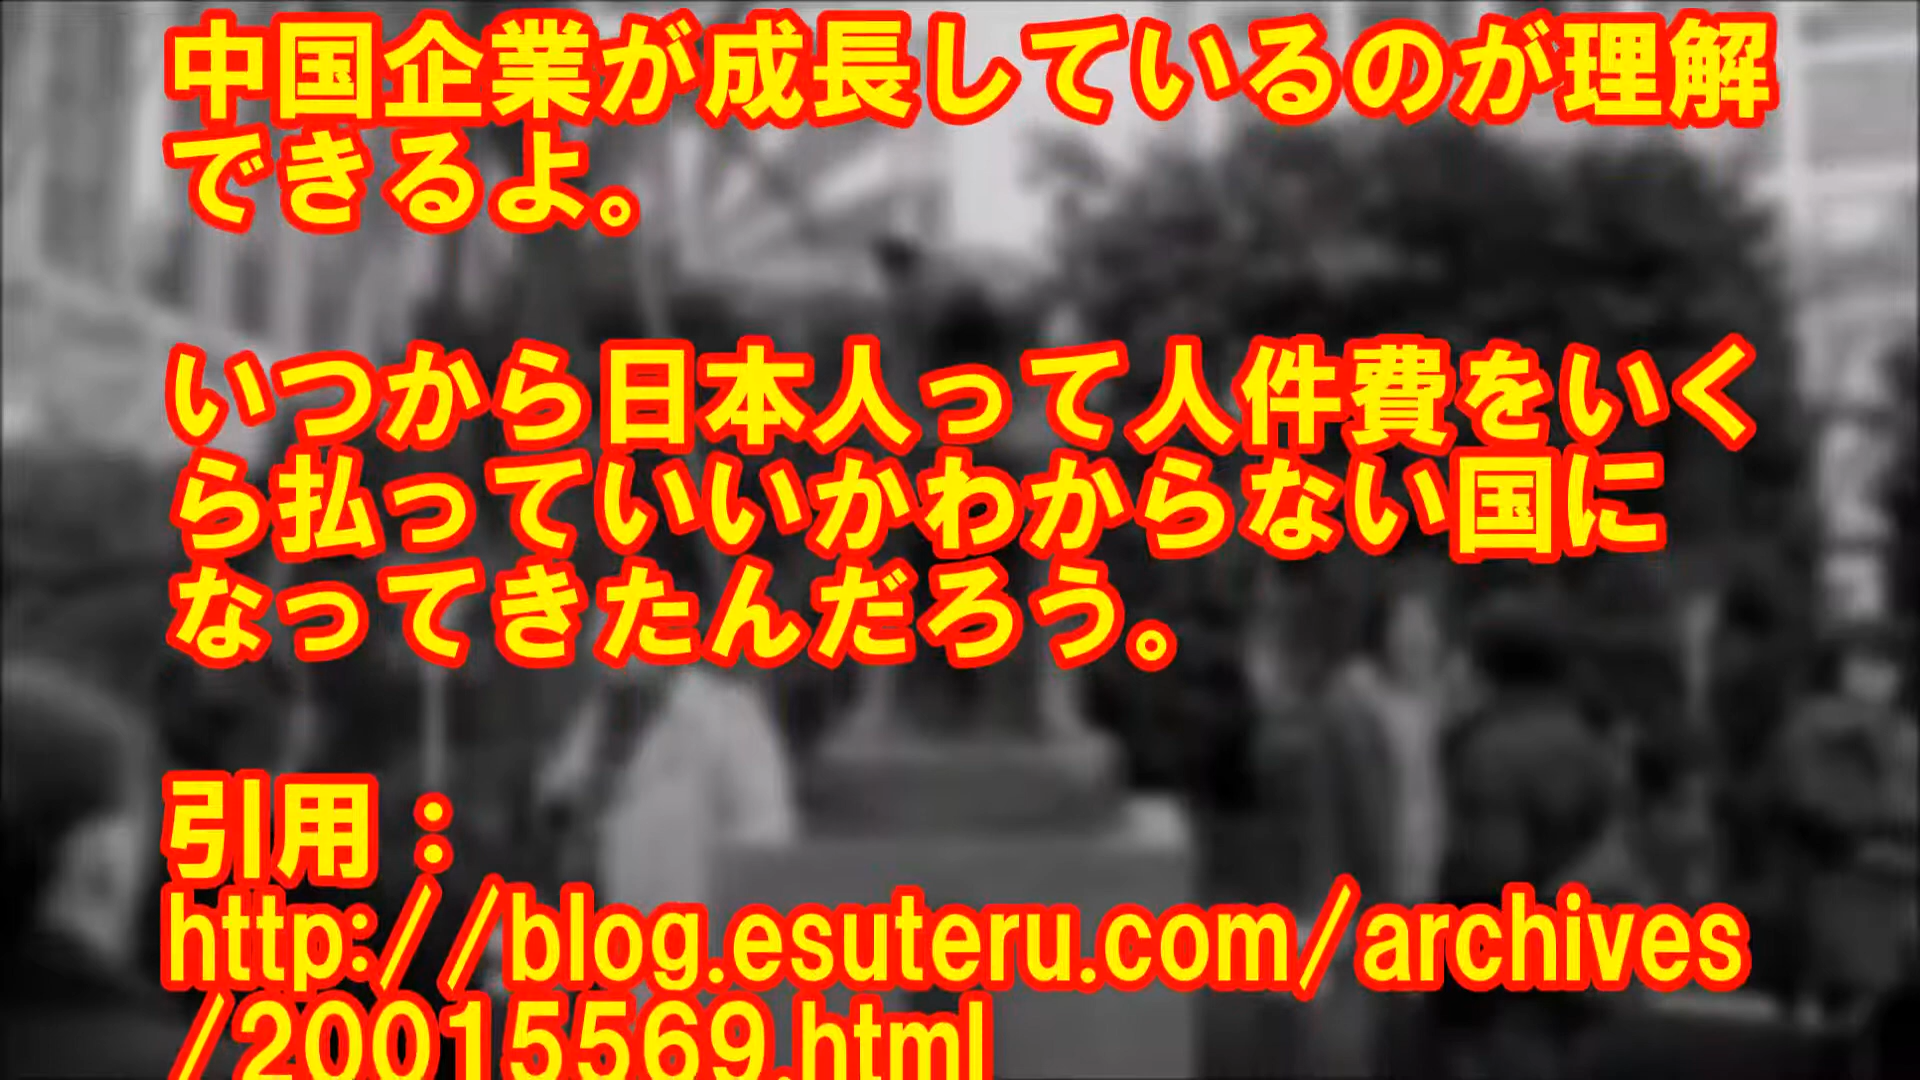 中国企業が成長しているのが理解
できるよ。
いつから日本人って人件費をいく
ら払っていいかわからない国に
なってきたんだろう。
引用：
http://blog.esuteru.com/archives
/20015569.html